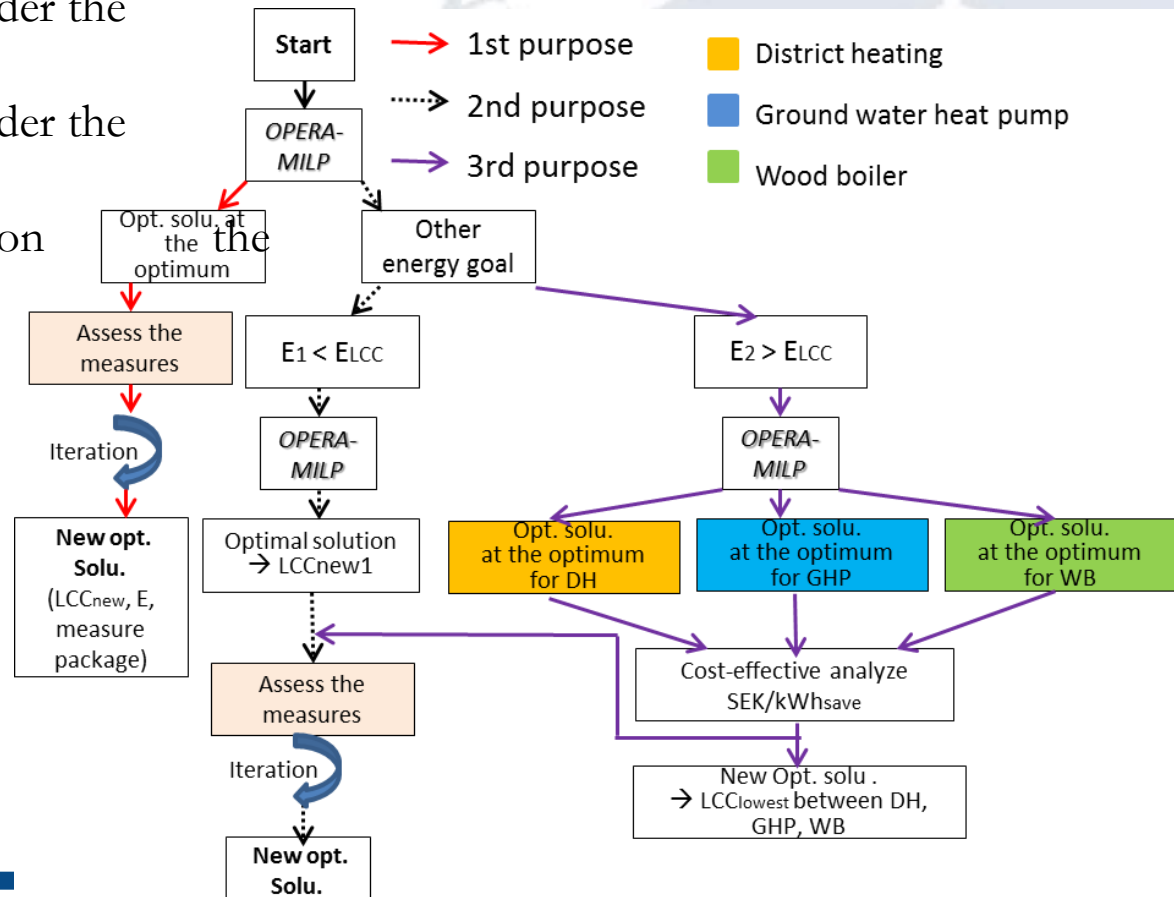 der the
der the
on the
Start
1st purpose
2nd purpose
3rd purpose
District heating
Ground water heat pump
Wood boiler
OPERA-
MILP
Opt. solu. at
the
optimum
Other
energy goal
Assess the
measures
E1 < ELCC
E2 > ELCC
Iteration
OPERA-
MILP
OPERA-
MILP
New opt.
Solu.
(LCCnew, E,
measure
package)
Optimal solution
→ LCCnew1
Opt. solu.
at the optimum
for DH
Opt. solu.
at the optimum
for GHP
Opt. solu.
at the optimum
for WB
Assess the
measures
Cost-effective analyze
SEK/kWhsave
Iteration
New Opt. solu .
→ LCClowest between DH,
GHP, WB
New opt.
Solu.